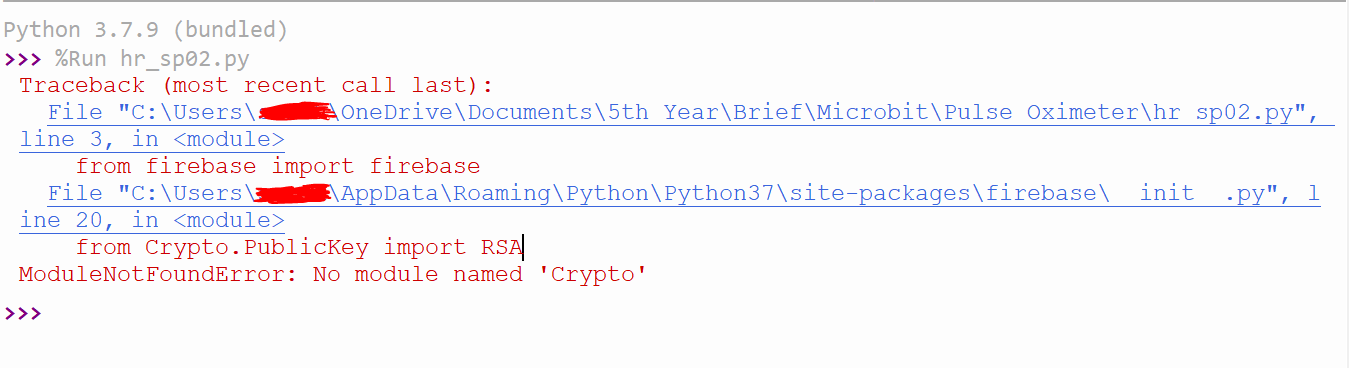 Python 3.7.9 (bundled)
>>> %Run hr_sp02.py
Traceback (most recent call last):
File "C:\Users\ \OneDrive\Documents\5th Year\Brief\Microbit\Pulse Oximeter\hr sp02.py",
line 3, in <module>
from firebase import firebase
File "C:\Users\ \AppData\Roaming\Python\Python37\site-packages\firebase\  init  .py", l
ine 20, in <module>
from Crypto.PublicKey import RSA
ModuleNotFoundError: No module named 'Crypto'
>>>